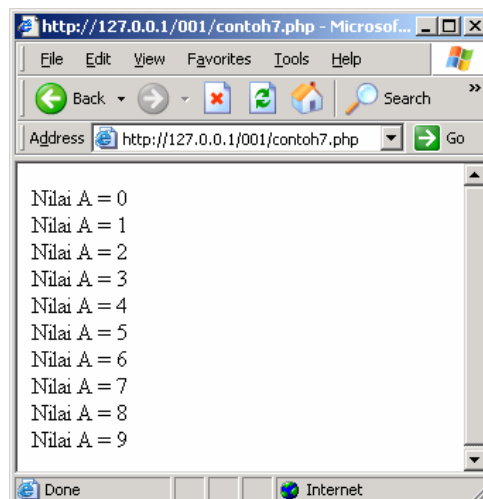 http://127.0.0.1/001/contoh7.php - Microsof...
File Edit View Favorites Tools Help
Back Search »
Address http://127.0.0.1/001/contoh7.php Go
Nilai A = 0
Nilai A = 1
Nilai A = 2
Nilai A = 3
Nilai A = 4
Nilai A = 5
Nilai A = 6
Nilai A = 7
Nilai A = 8
Nilai A = 9
Done Internet